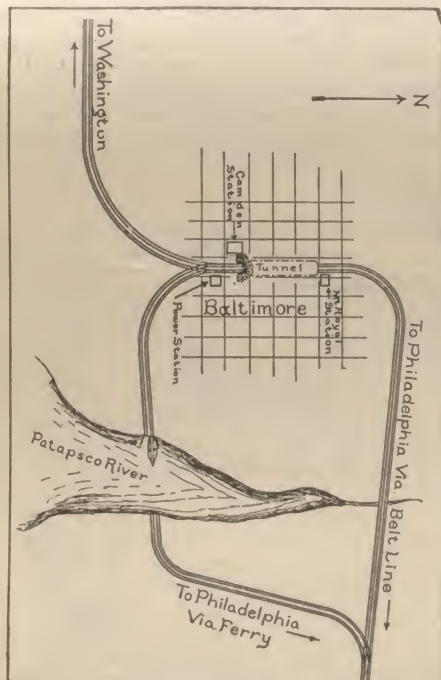 To Washington
N
Camden
Station
Tunnel
Mt Royal
Station
Power Station
Baltimore
To Philadelphia Via
Belt Line
Patapsco River
To Philadelphia
Via Ferry